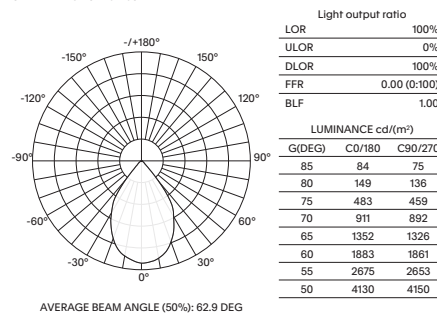 -/+180°
-150° 150°
-120° 120°
-90° 90°
-60° 60°
-30° 30°
0°
AVERAGE BEAM ANGLE (50%): 62.9 DEG
Light output ratio
LOR 100%
ULOR 0%
DLOR 100%
FFR 0.00 (0:100)
BLF 1.00
LUMINANCE cd/(m²)
G(DEG) C0/180 C90/270
85 84 75
80 149 136
75 483 459
70 911 892
65 1352 1326
60 1883 1861
55 2675 2653
50 4130 4150